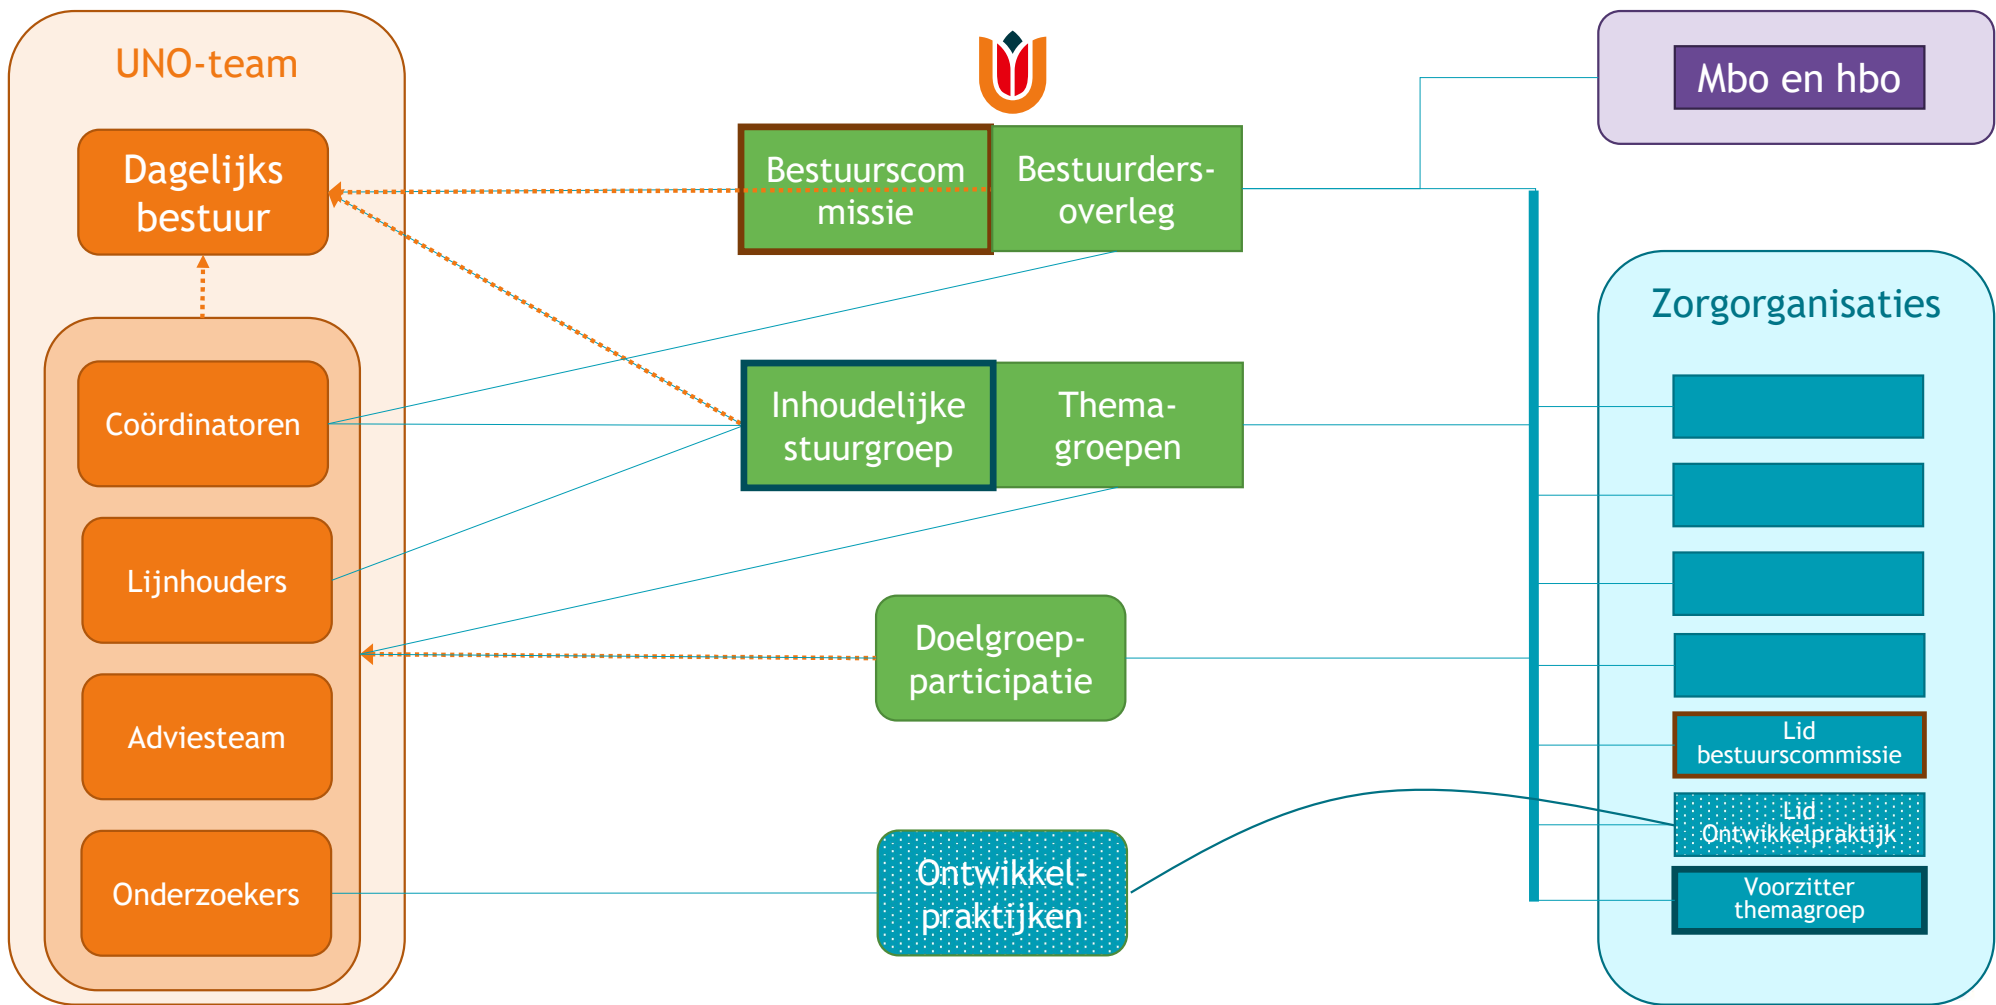 UNO-team
Dagelijks
bestuur
Coördinatoren
Lijnhouders
Adviesteam
Onderzoekers
Bestuurscom
missie
Bestuurders-
overleg
Inhoudelijke
stuurgroep
Thema-
groepen
Doelgroep-
participatie
Ontwikkel-
praktijken
Mbo en hbo
Zorgorganisaties
Lid
bestuurscommissie
Lid
Ontwikkelpraktijk
Voorzitter
themagroep